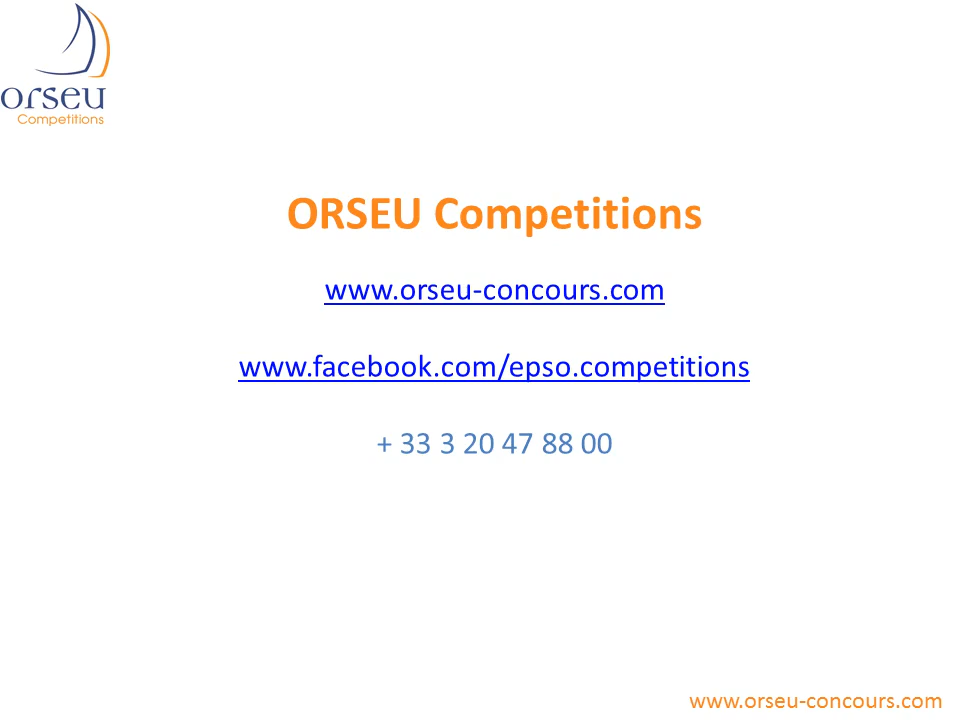 orseu
Competitions
ORSEU Competitions
www.orseu-concours.com
www.facebook.com/epso.competitions
+ 33 3 20 47 88 00
www.orseu-concours.com